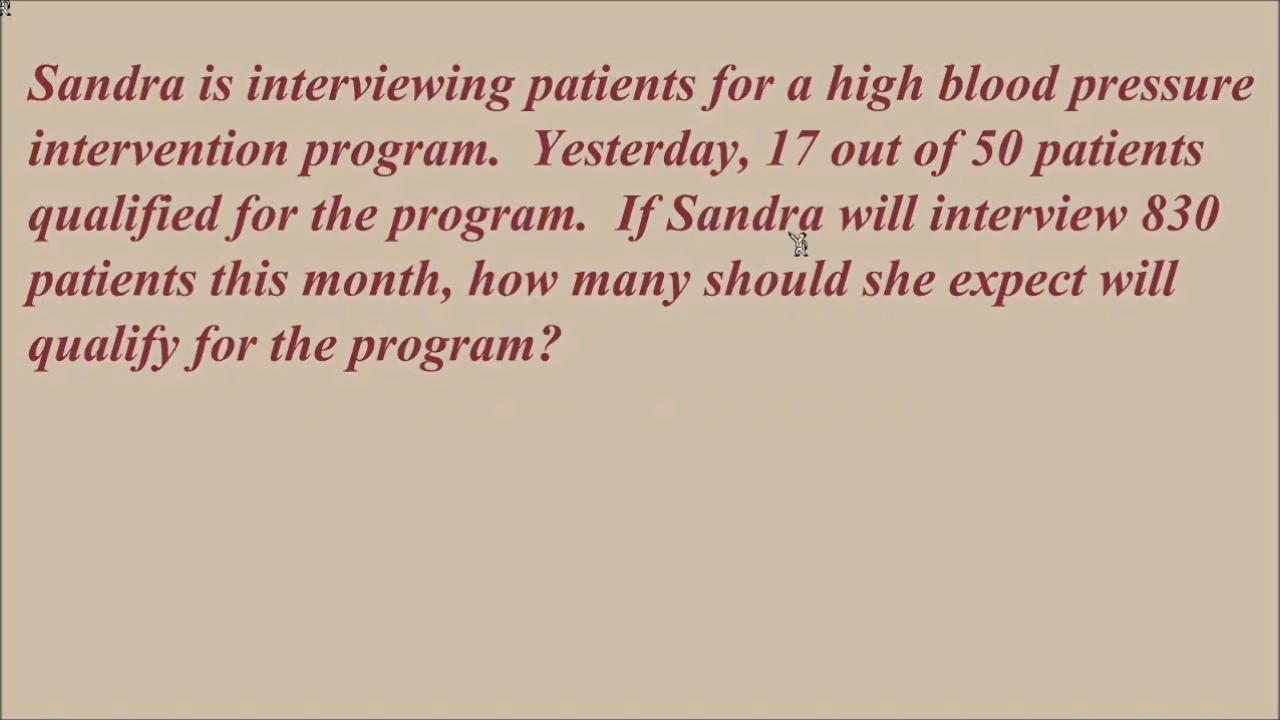 Sandra is interviewing patients for a high blood pressure
intervention program.  Yesterday, 17 out of 50 patients
qualified for the program.  If Sandra will interview 830
patients this month, how many should she expect will
qualify for the program?